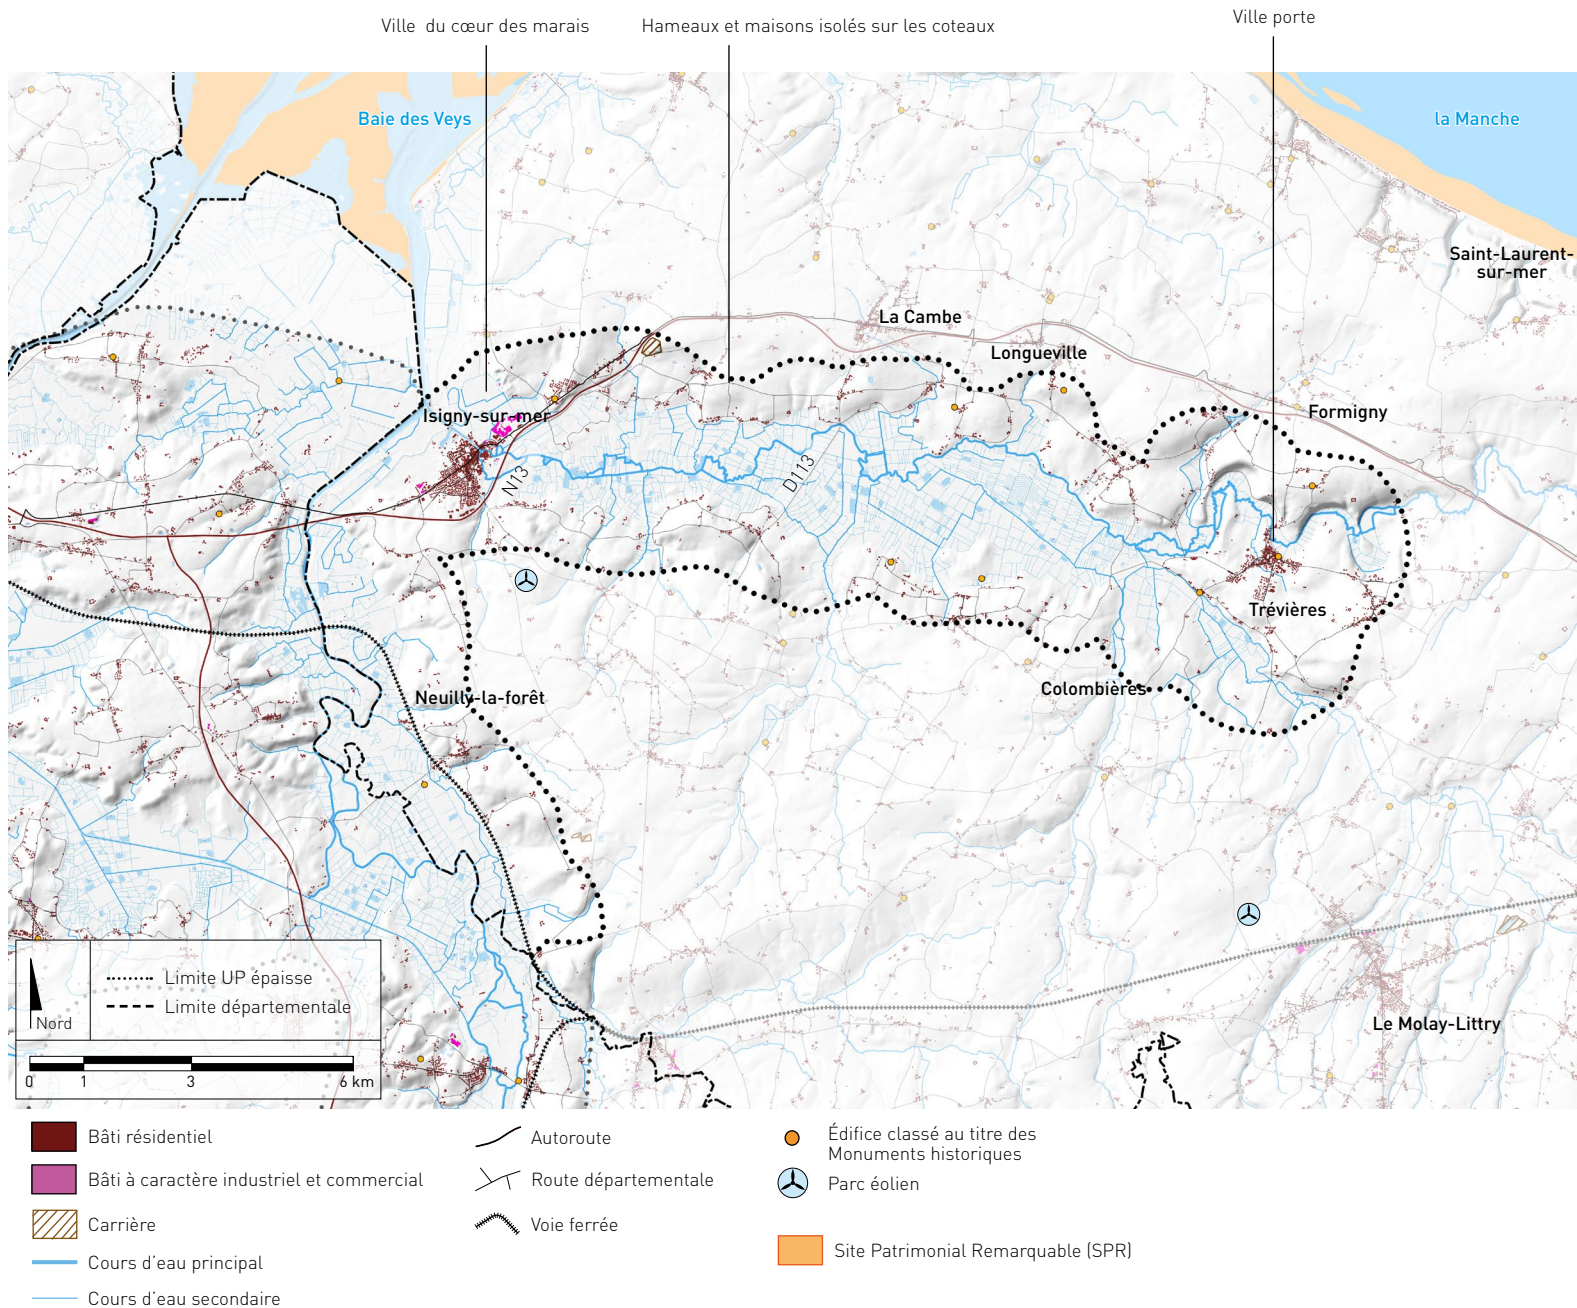 Ville du cœur des marais
Hameaux et maisons isolés sur les coteaux
Ville porte
Baie des Veys
la Manche
Saint-Laurent-
sur-mer
La Cambe
Longueville
Formigny
Isigny-sur-mer
N13
D113
Trévières
Colombières
Neuilly-la-forêt
Le Molay-Littry
Limite UP épaisse
Limite départementale
Nord
0 1 3 6 km
Bâti résidentiel
Bâti à caractère industriel et commercial
Carrière
Cours d'eau principal
Cours d'eau secondaire
Autoroute
Route départementale
Voie ferrée
Édifice classé au titre des
Monuments historiques
Parc éolien
Site Patrimonial Remarquable (SPR)